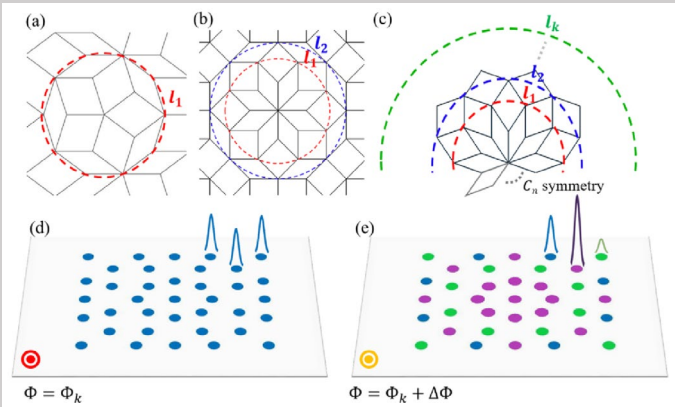 (a)
l₁
(b)
l₂
l₁
(c)
lₖ
l₂
l₁
Cₙ symmetry
(d)
Φ = Φₖ
(e)
Φ = Φₖ + ΔΦ